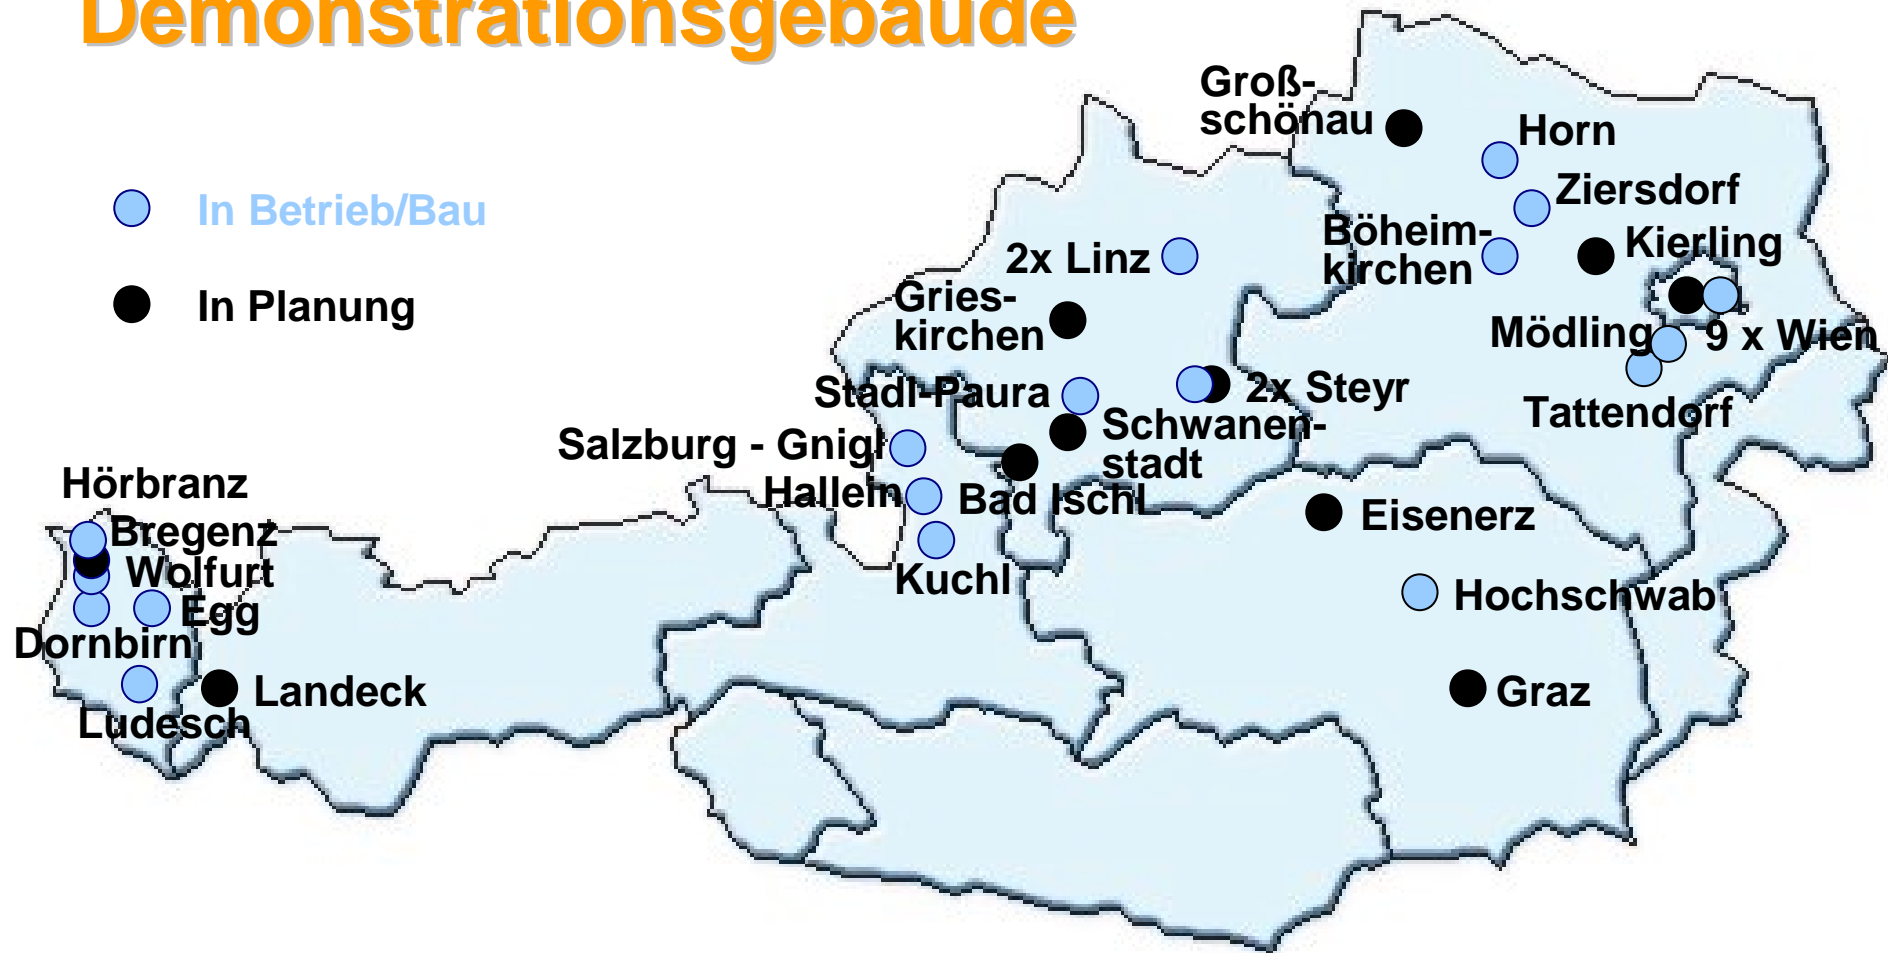 Demonstrationsgebäude
In Betrieb/Bau
In Planung
Groß-
schönau
Horn
Ziersdorf
Böheim-
kirchen
Kierling
2x Linz
Gries-
kirchen
Mödling
9 x Wien
Stadl-Paura
2x Steyr
Tattendorf
Schwanen-
stadt
Salzburg - Gnigl
Hallein
Bad Ischl
Kuchl
Eisenerz
Hochschwab
Graz
Hörbranz
Bregenz
Wolfurt
Egg
Dornbirn
Landeck
Ludesch